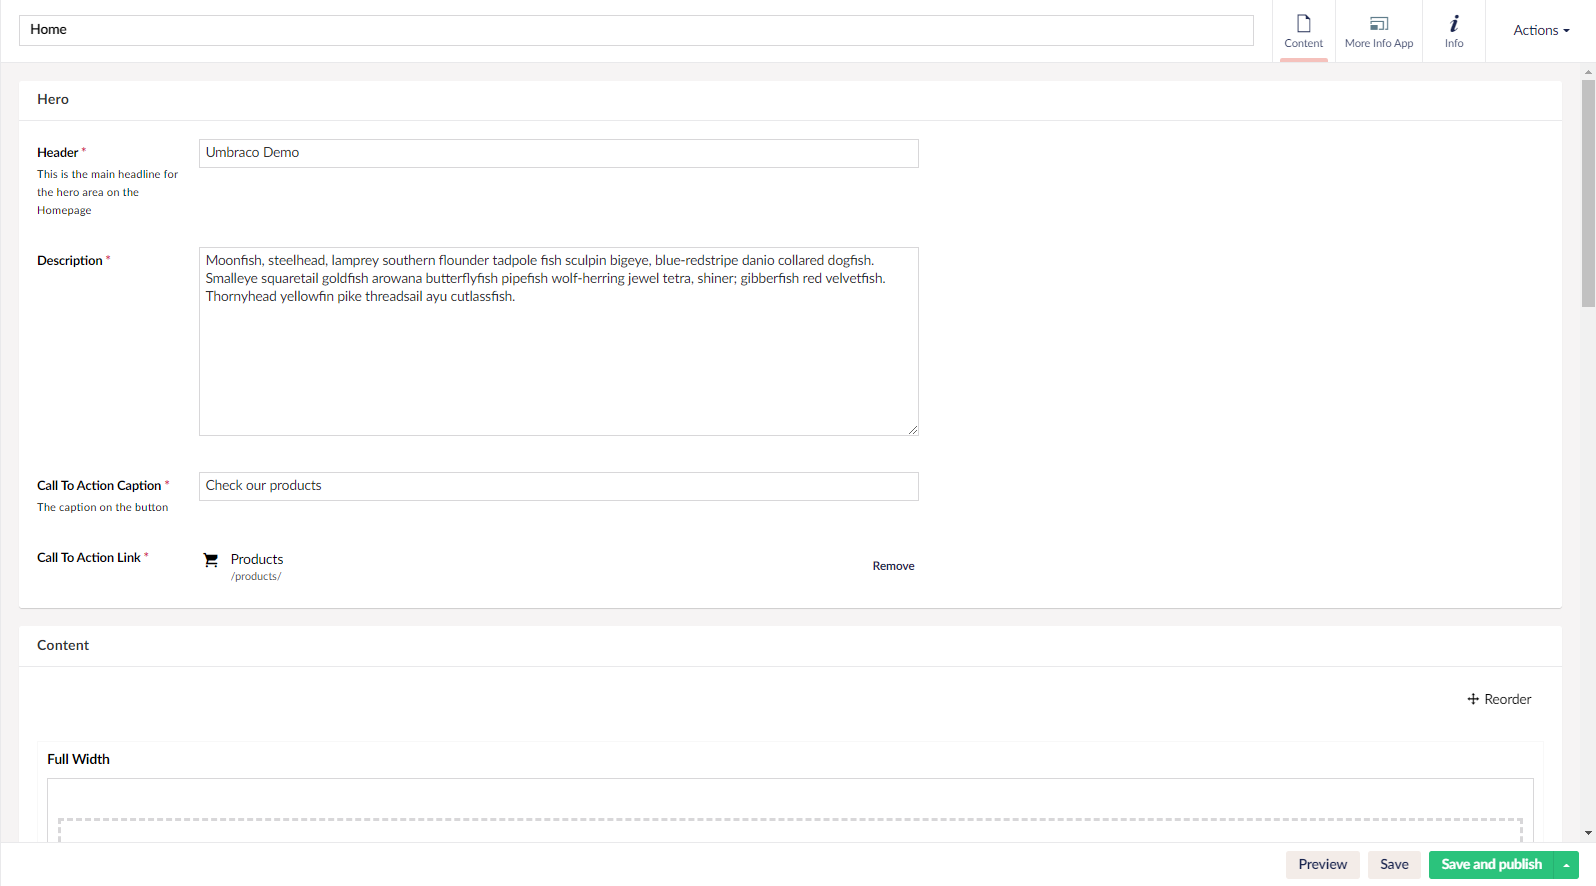 Home
Content
More Info App
Info
Actions
Hero
Header *
This is the main headline for
the hero area on the
Homepage
Umbraco Demo
Description *
Moonfish, steelhead, lamprey southern flounder tadpole fish sculpin bigeye, blue-redstripe danio collared dogfish.
Smalleye squaretail goldfish arowana butterflyfish pipefish wolf-herring jewel tetra, shiner; gibberfish red velvetfish.
Thornyhead yellowfin pike threadsail ayu cutlassfish.
Call To Action Caption *
The caption on the button
Check our products
Call To Action Link *
Products
/products/
Remove
Content
Reorder
Full Width
Preview
Save
Save and publish